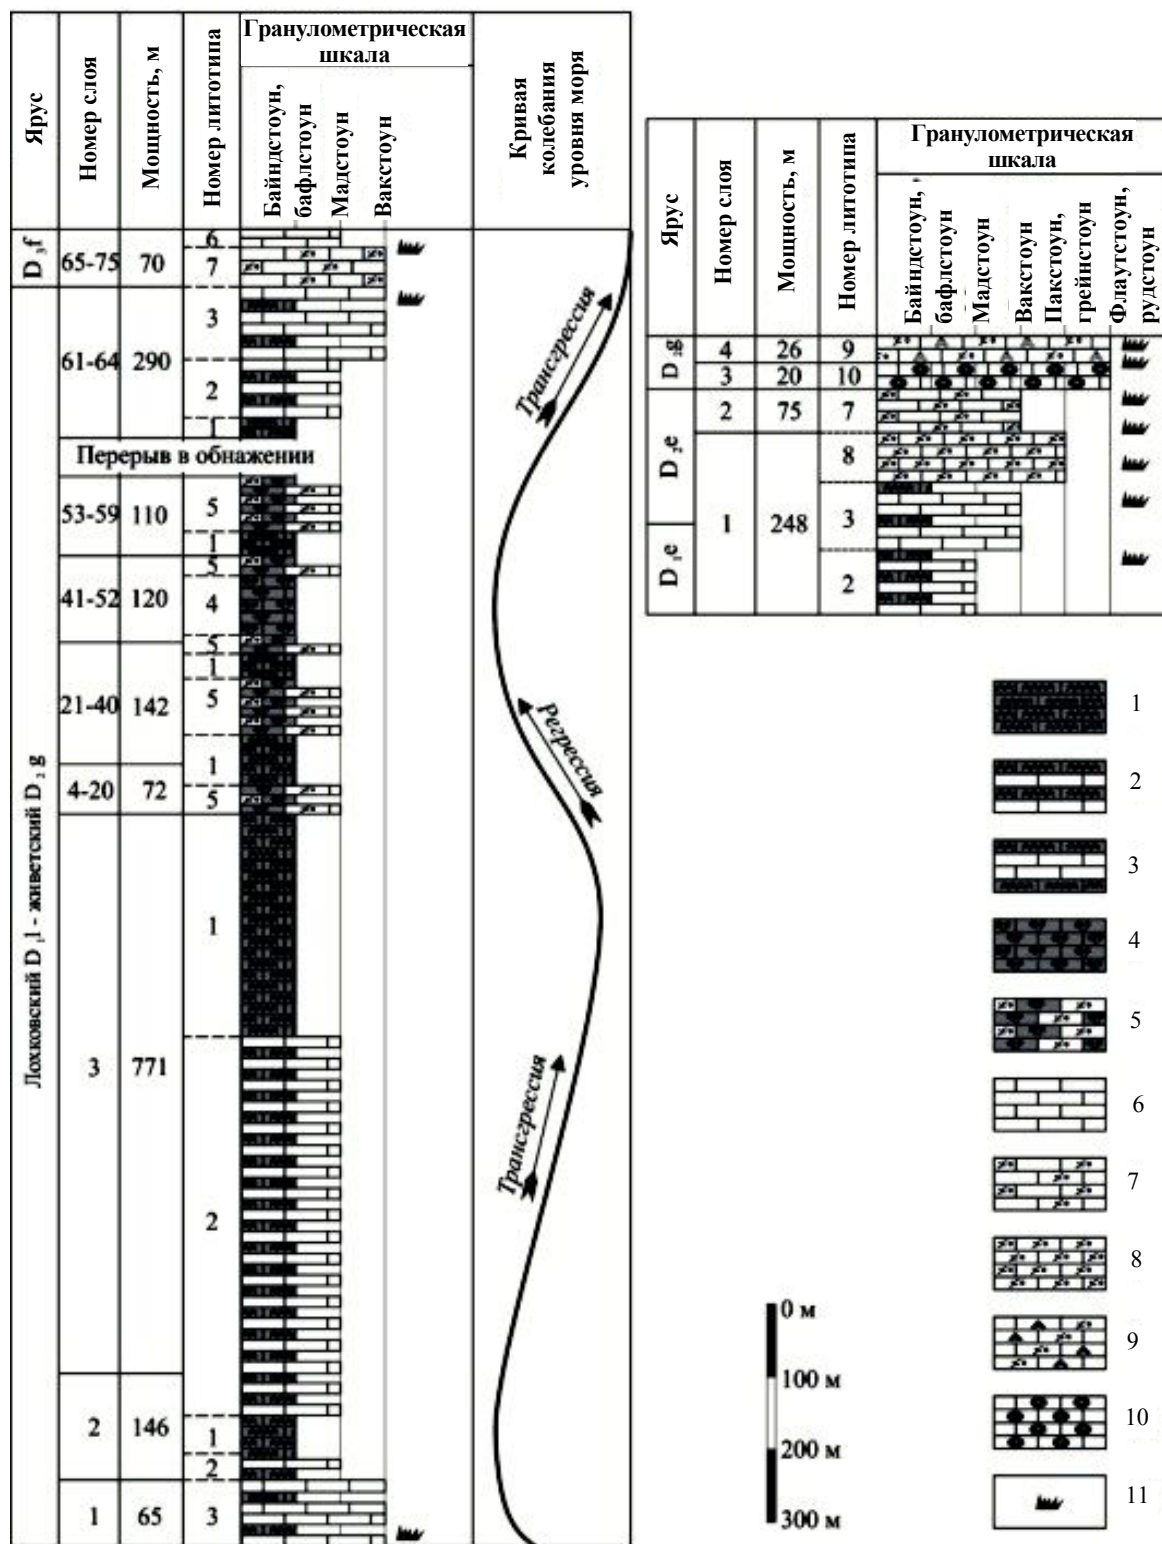 Ярус
Номер слоя
Мощность, м
Номер литотипа
Гранулометрическая
шкала
Байндстоун,
бафлстоун
Мадстоун
Вакстоун
Кривая
колебания
уровня моря
D₃f
65-75
70
6
7
61-64
290
3
2
1
Перерыв в обнажении
53-59
110
5
1
41-52
120
5
4
5
21-40
142
1
5
1
4-20
72
5
Лохковский D₁l - живетский D₂g
3
771
1
2
2
146
1
2
1
65
3
Трансгрессия
Регрессия
Трансгрессия
Ярус
Номер слоя
Мощность, м
Номер литотипа
Гранулометрическая
шкала
Байндстоун,
бафлстоун
Мадстоун
Вакстоун
Пакстоун,
грейнстоун
Флаутстоун,
рудстоун
D₂g
4
26
9
3
20
10
D₂e
2
75
7
8
D₁e
1
248
3
2
1
2
3
4
5
6
7
8
9
10
11
0 м
100 м
200 м
300 м